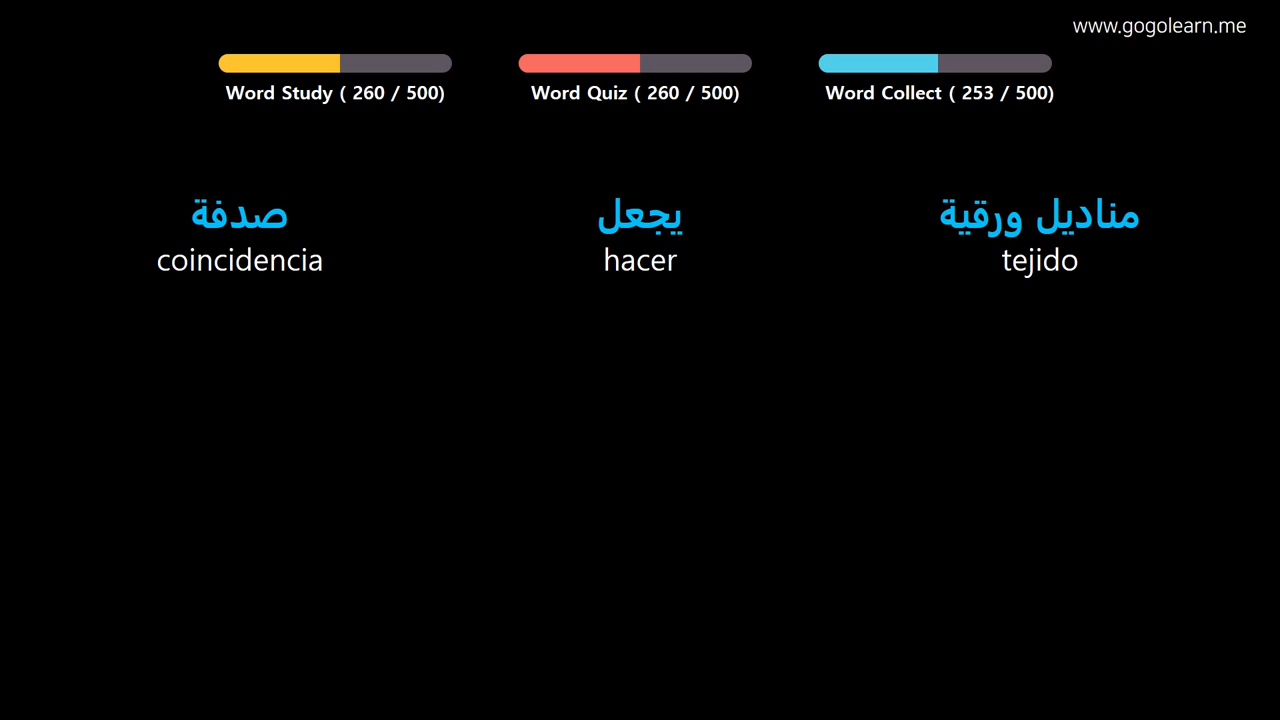 www.gogolearn.me
Word Study ( 260 / 500)
Word Quiz ( 260 / 500)
Word Collect ( 253 / 500)
صدفة
coincidencia
يجعل
hacer
مناديل ورقية
tejido